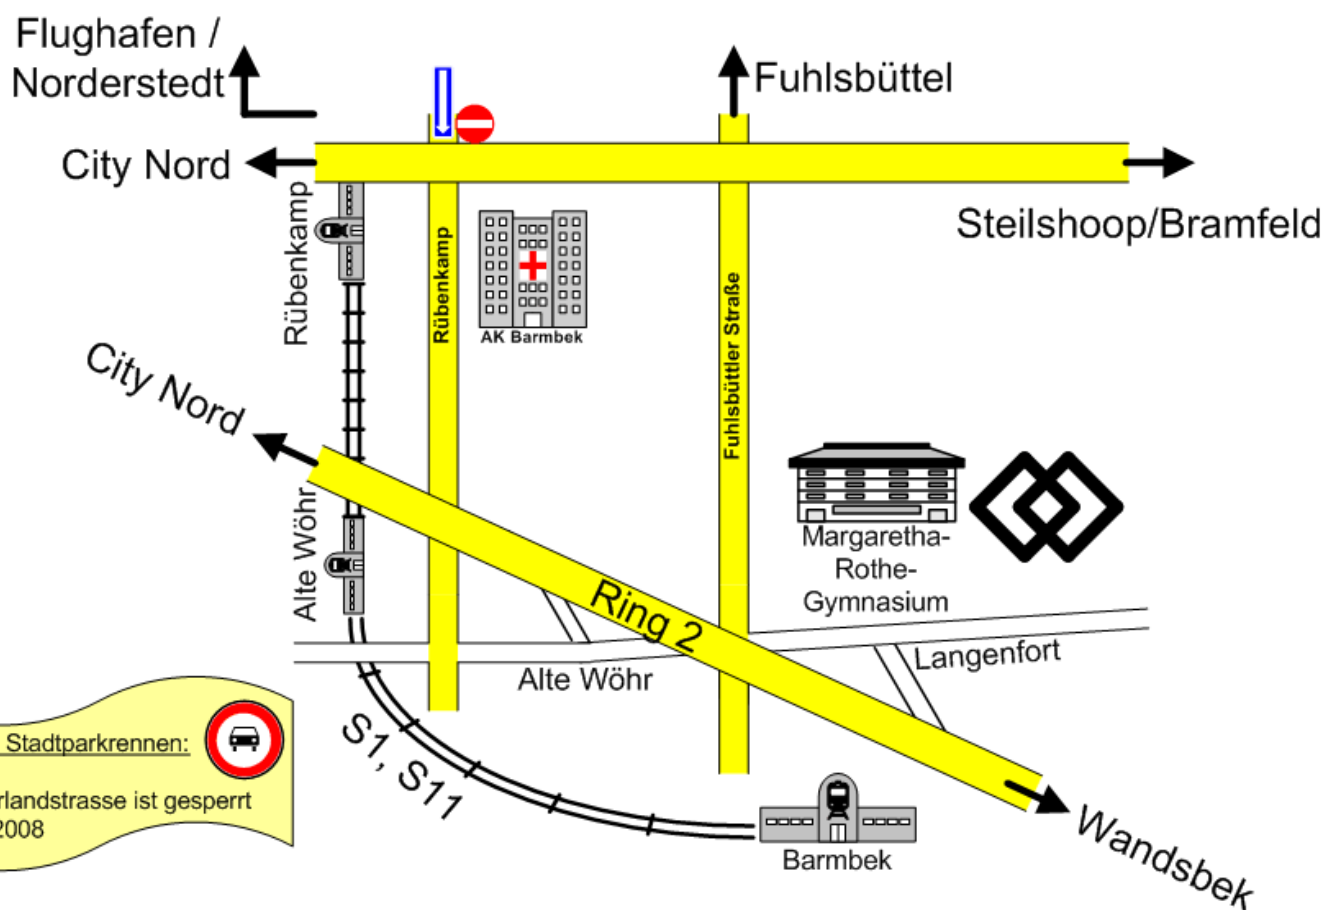 Flughafen /
Norderstedt
Fuhlsbüttel
City Nord
Steilshoop/Bramfeld
Rübenkamp
Rübenkamp
AK Barmbek
Fuhlsbüttler Straße
City Nord
Alte Wöhr
Margaretha-
Rothe-
Gymnasium
Ring 2
Langenfort
Alte Wöhr
Stadtparkrennen:
rlandstrasse ist gesperrt
2008
S1, S11
Barmbek
Wandsbek